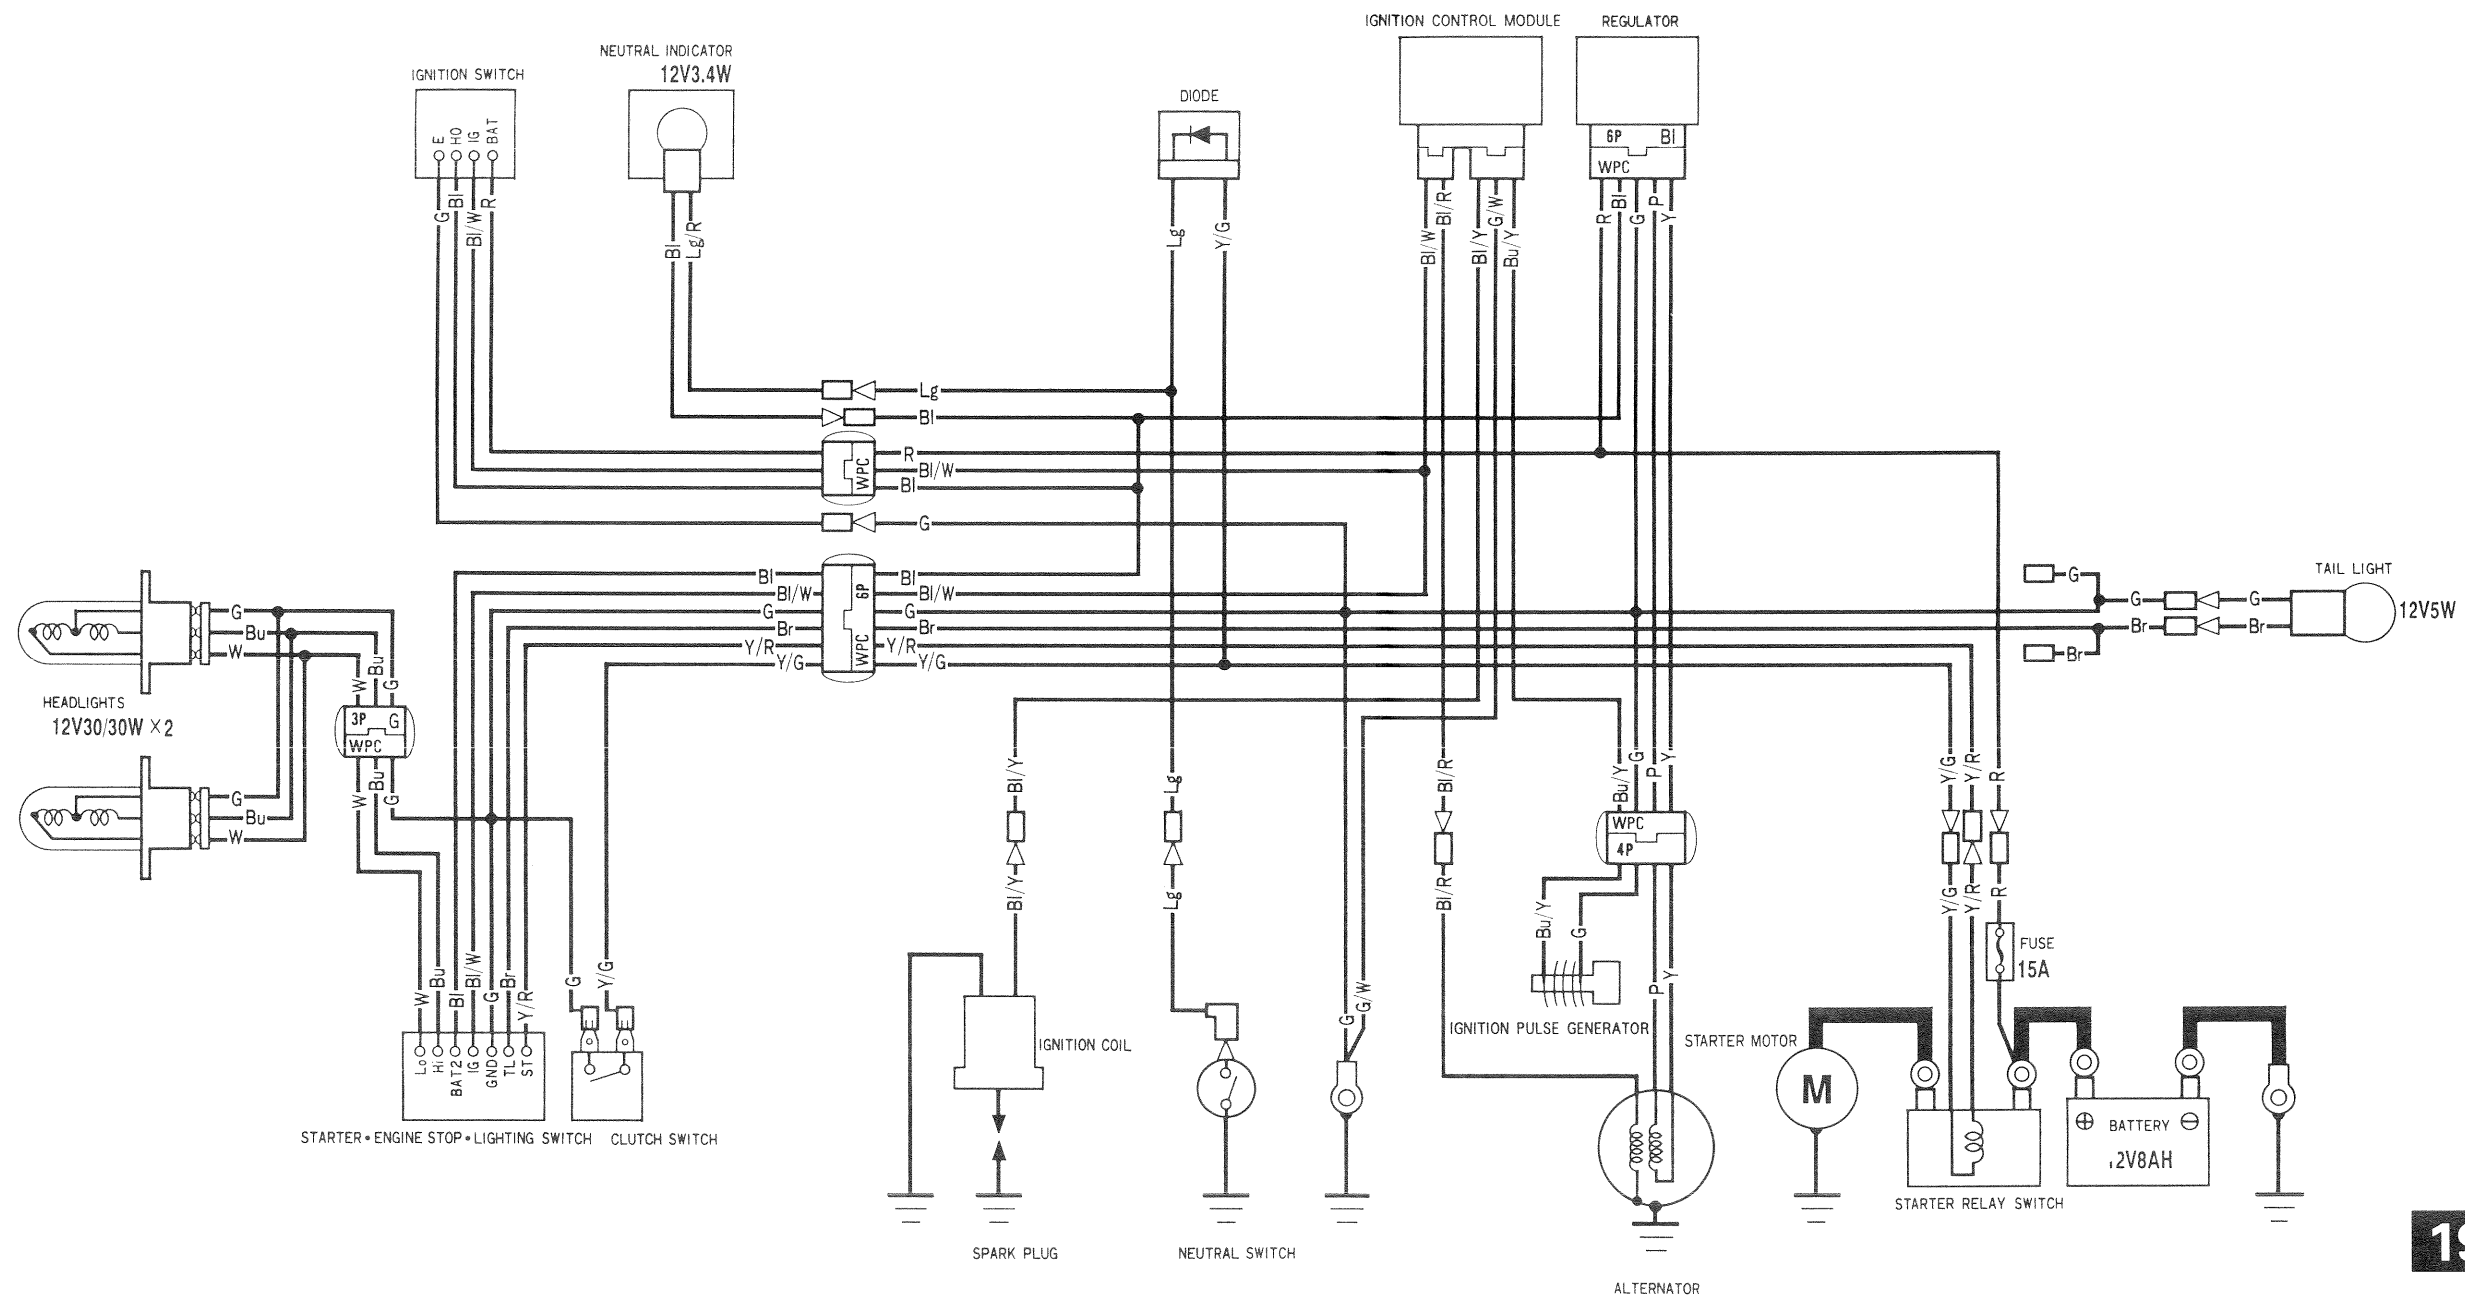 IGNITION CONTROL MODULE
REGULATOR
NEUTRAL INDICATOR
12V3.4W
IGNITION SWITCH
DIODE
E
HO
IG
BAT
6P Bl
WPC
G
Bl
Bl/W
R
Bl
Lg/R
Lg
Y/G
Bl/W
Bl/R
Bl/Y
G/W
Bu/Y
R
Bl
G
P
Y
Lg
Bl
R
Bl/W
Bl
WPC
G
Bl
Bl/W
G
Br
Y/R
Y/G
6P
WPC
Bl
Bl/W
G
Br
Y/R
Y/G
G
Br
G
Br
G
Br
TAIL LIGHT
12V5W
G
Bu
W
W
Bu
G
HEADLIGHTS
12V30/30W ×2
3P G
WPC
W
Bu
G
G
Bu
W
Bl/Y
Lg
Bl/R
Bu/Y
G
P
Y
WPC
4P
Y/G
Y/R
R
Bl/Y
Lg
Bl/R
Bu/Y
G
P
Y
Y/G
Y/R
R
FUSE
15A
W
Bu
Bl
Bl/W
G
Br
Y/R
G
Y/G
G
G/W
Lo
Hi
BAT2
IG
GND
TL
ST
STARTER•ENGINE STOP•LIGHTING SWITCH
CLUTCH SWITCH
IGNITION COIL
IGNITION PULSE GENERATOR
STARTER MOTOR
M
⊕ BATTERY ⊖
12V8AH
STARTER RELAY SWITCH
SPARK PLUG
NEUTRAL SWITCH
ALTERNATOR